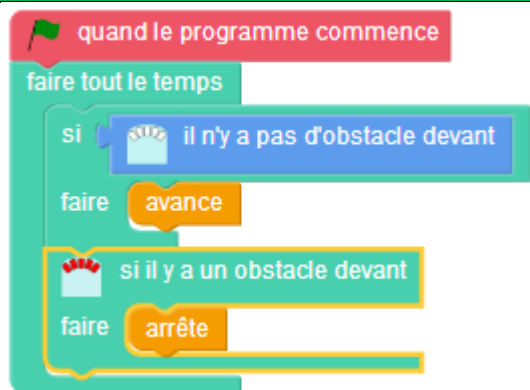 quand le programme commence
faire tout le temps
si il n'y a pas d'obstacle devant
faire avance
si il y a un obstacle devant
faire arrête